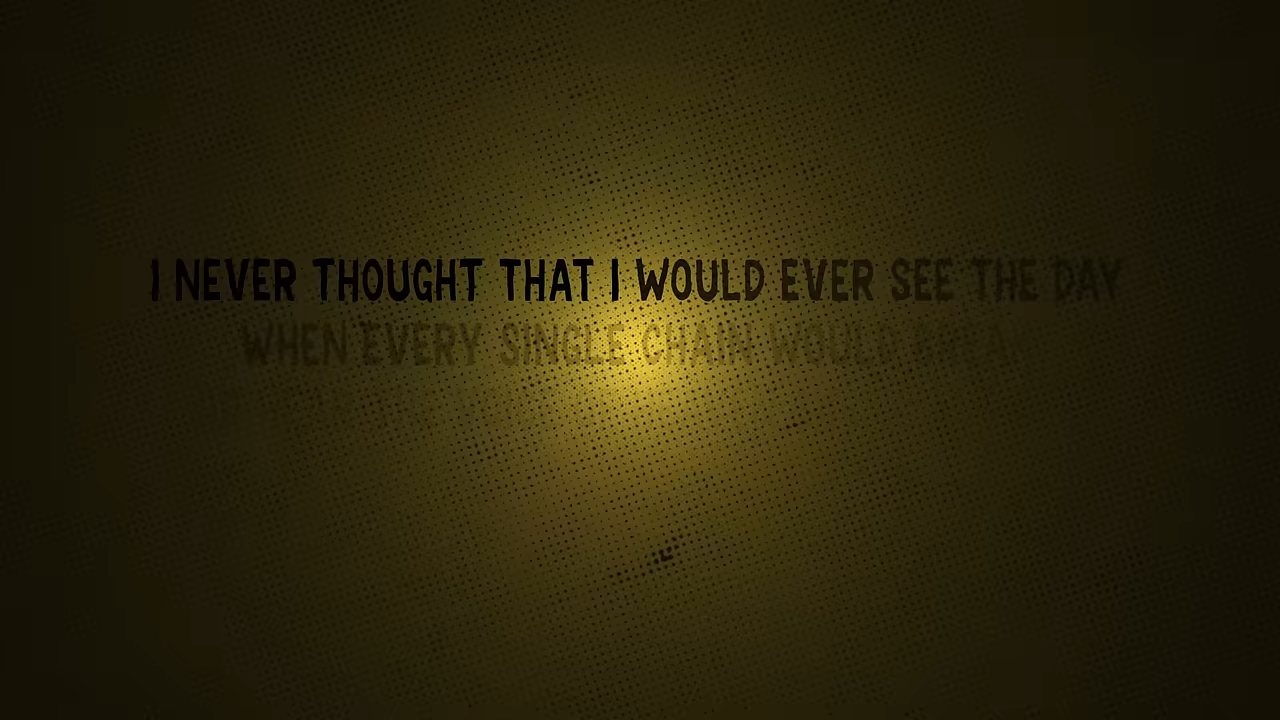 I NEVER THOUGHT THAT I WOULD EVER SEE THE DAY
WHEN EVERY SINGLE CHAIN WOULD